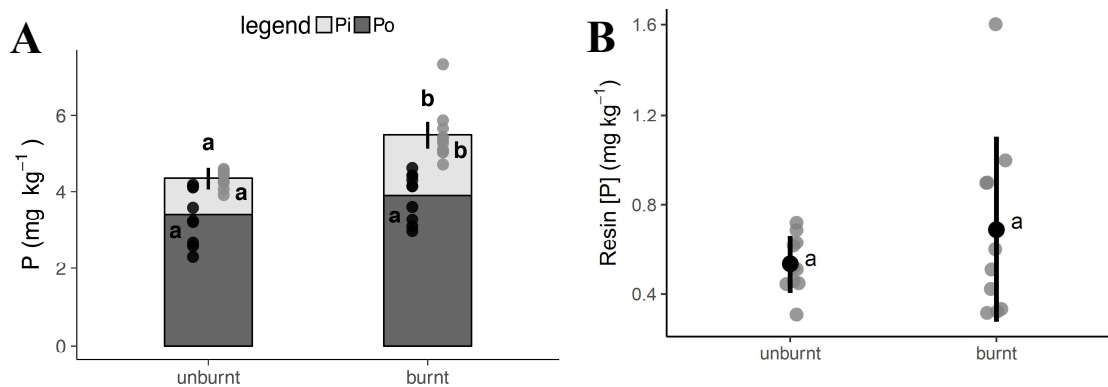 A
legend Pi Po
P (mg kg⁻¹ )
6
4
2
0
a
a
a
b
b
a
unburnt
burnt
B
Resin [P] (mg kg⁻¹)
1.6
1.2
0.8
0.4
a
a
unburnt
burnt